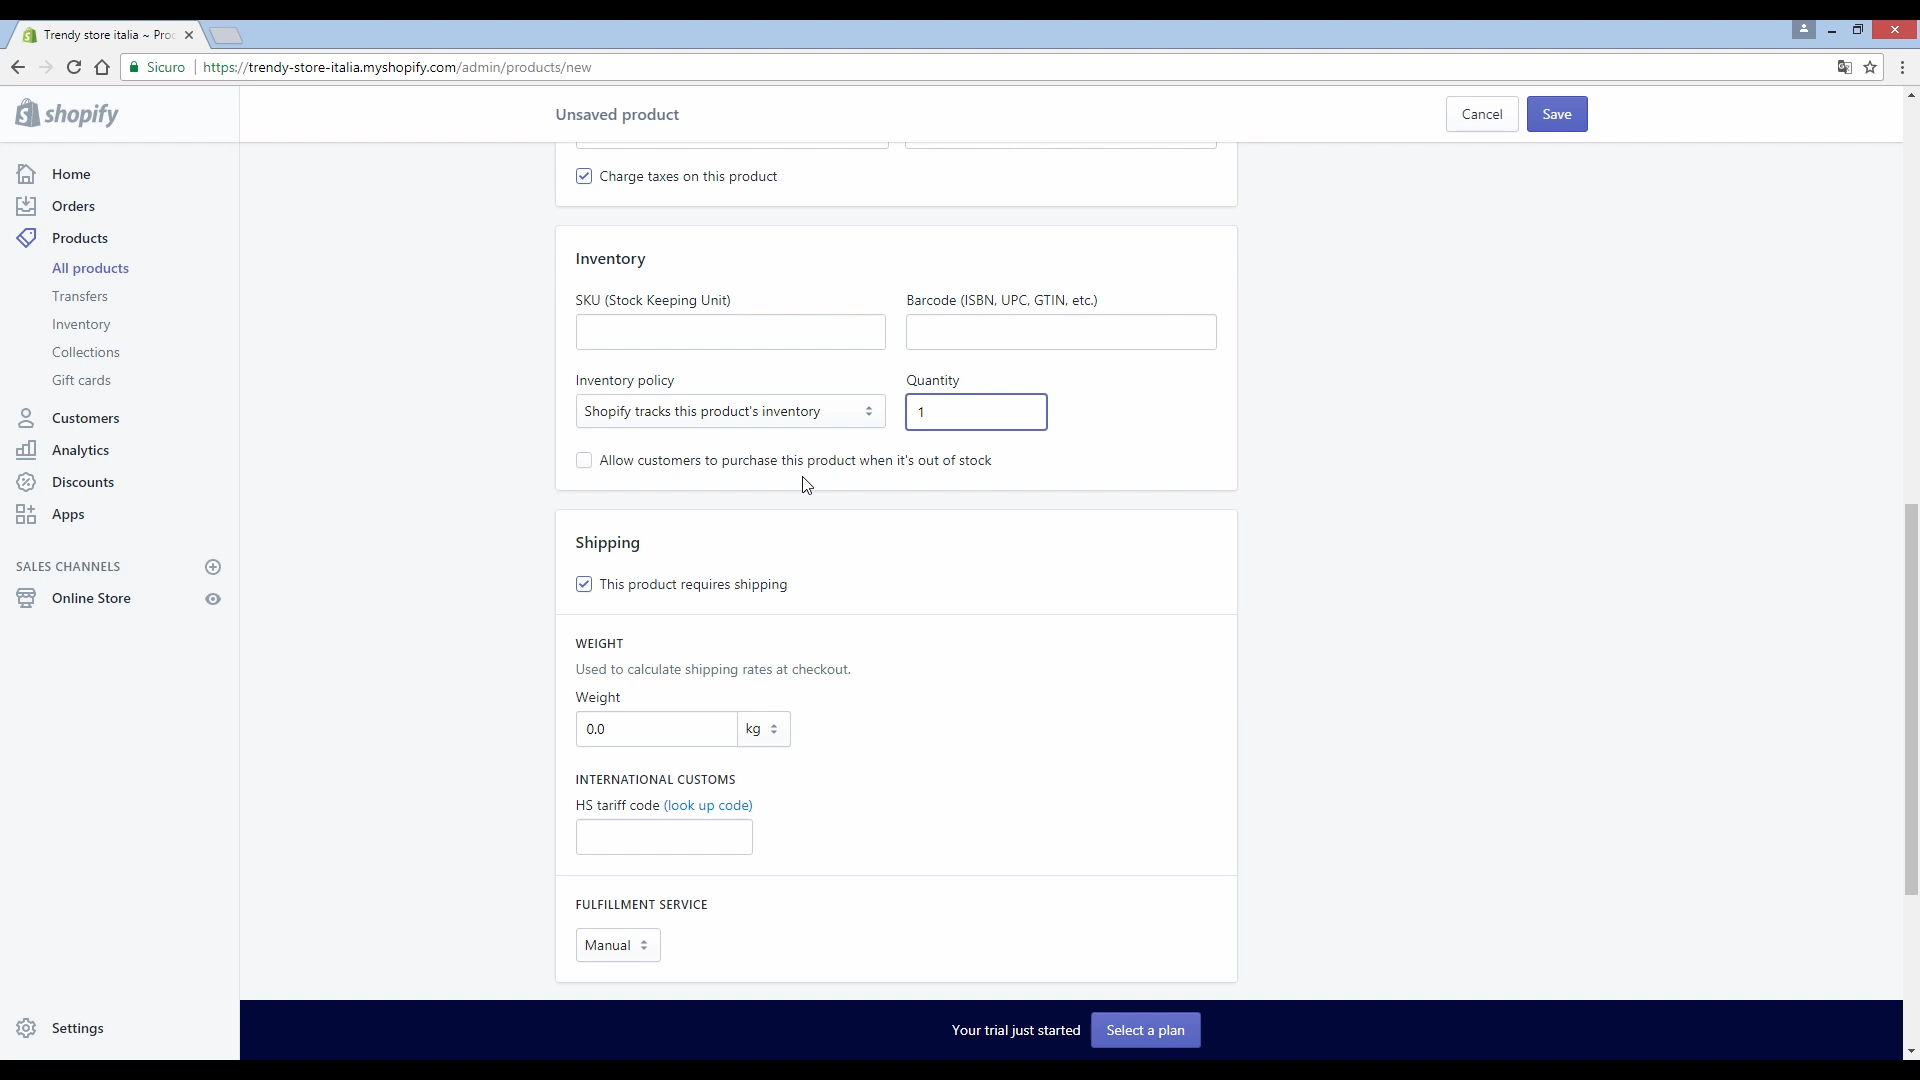 Trendy store italia ~ Proc
Sicuro
https://trendy-store-italia.myshopify.com/admin/products/new
shopify
Unsaved product
Cancel
Save
Home
Orders
Products
All products
Transfers
Inventory
Collections
Gift cards
Customers
Analytics
Discounts
Apps
SALES CHANNELS
Online Store
Settings
Charge taxes on this product
Inventory
SKU (Stock Keeping Unit)
Barcode (ISBN, UPC, GTIN, etc.)
Inventory policy
Quantity
Shopify tracks this product's inventory
1
Allow customers to purchase this product when it's out of stock
Shipping
This product requires shipping
WEIGHT
Used to calculate shipping rates at checkout.
Weight
0.0
kg
INTERNATIONAL CUSTOMS
HS tariff code (look up code)
FULFILLMENT SERVICE
Manual
Your trial just started
Select a plan